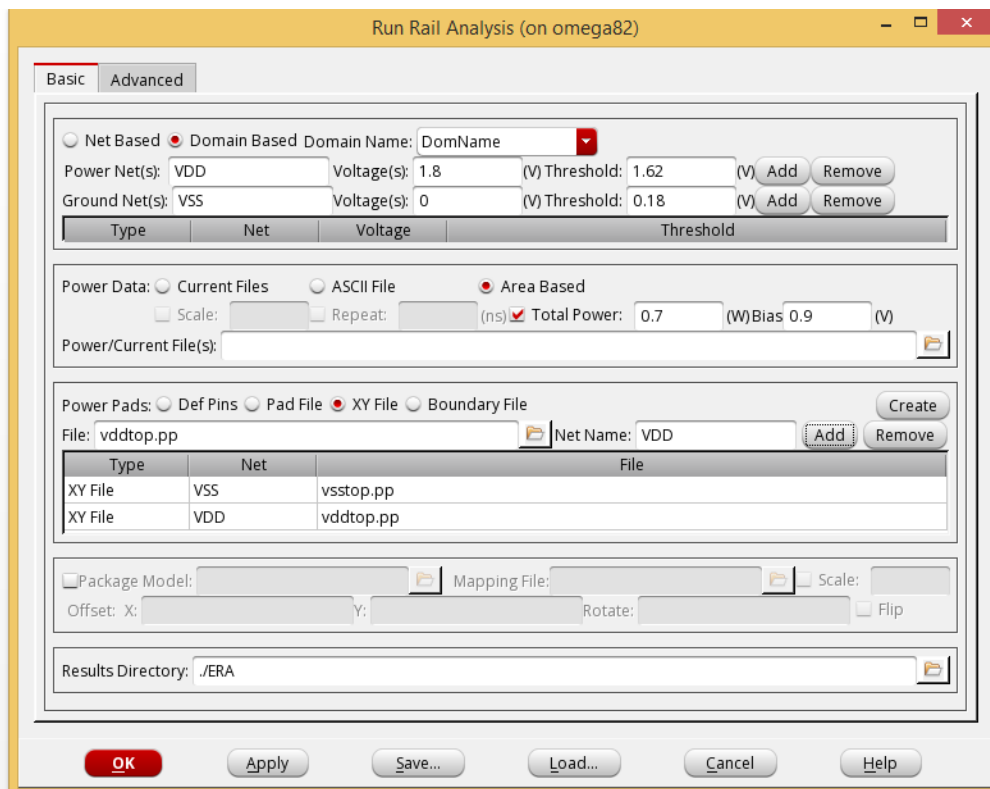 Run Rail Analysis (on omega82)
Basic Advanced
Net Based Domain Based Domain Name: DomName
Power Net(s): VDD Voltage(s): 1.8 (V) Threshold: 1.62 (V) Add Remove
Ground Net(s): VSS Voltage(s): 0 (V) Threshold: 0.18 (V) Add Remove
Type Net Voltage Threshold
Power Data: Current Files ASCII File Area Based
Scale: Repeat: (ns) Total Power: 0.7 (W) Bias 0.9 (V)
Power/Current File(s):
Power Pads: Def Pins Pad File XY File Boundary File Create
File: vddtop.pp Net Name: VDD Add Remove
Type Net File
XY File VSS vsstop.pp
XY File VDD vddtop.pp
Package Model: Mapping File: Scale:
Offset: X: Y: Rotate: Flip
Results Directory: ./ERA
OK Apply Save... Load... Cancel Help